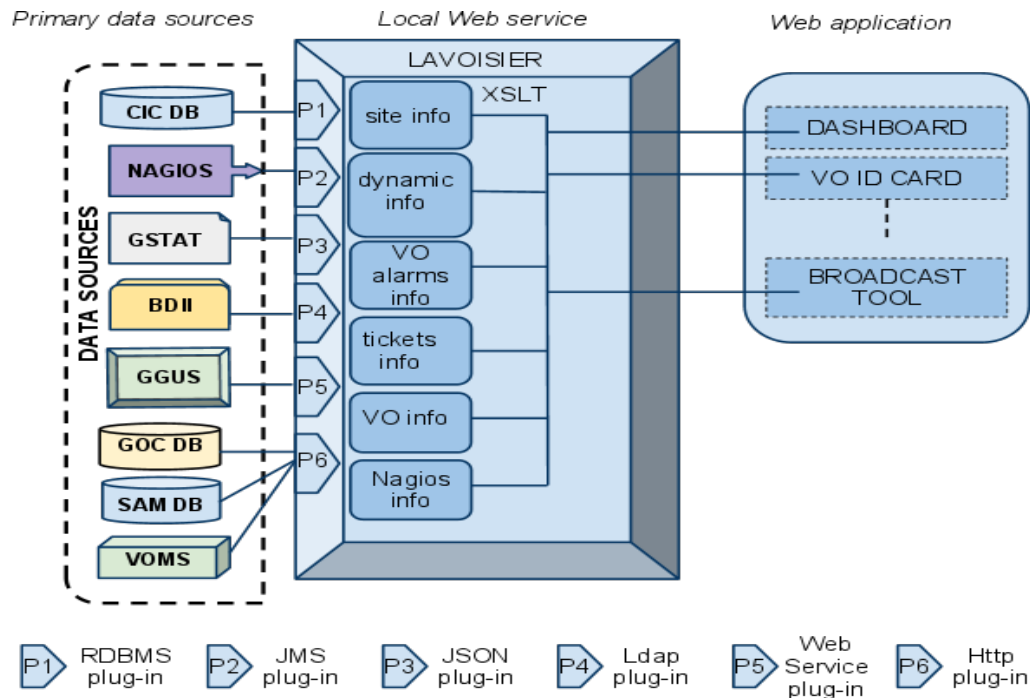 Primary data sources
Local Web service
Web application
LAVOISIER
XSLT
DATA SOURCES
CIC DB
NAGIOS
GSTAT
BDII
GGUS
GOC DB
SAM DB
VOMS
P1
P2
P3
P4
P5
P6
site info
dynamic
info
VO
alarms
info
tickets
info
VO info
Nagios
info
DASHBOARD
VO ID CARD
BROADCAST
TOOL
P1
RDBMS
plug-in
P2
JMS
plug-in
P3
JSON
plug-in
P4
Ldap
plug-in
P5
Web
Service
plug-in
P6
Http
plug-in